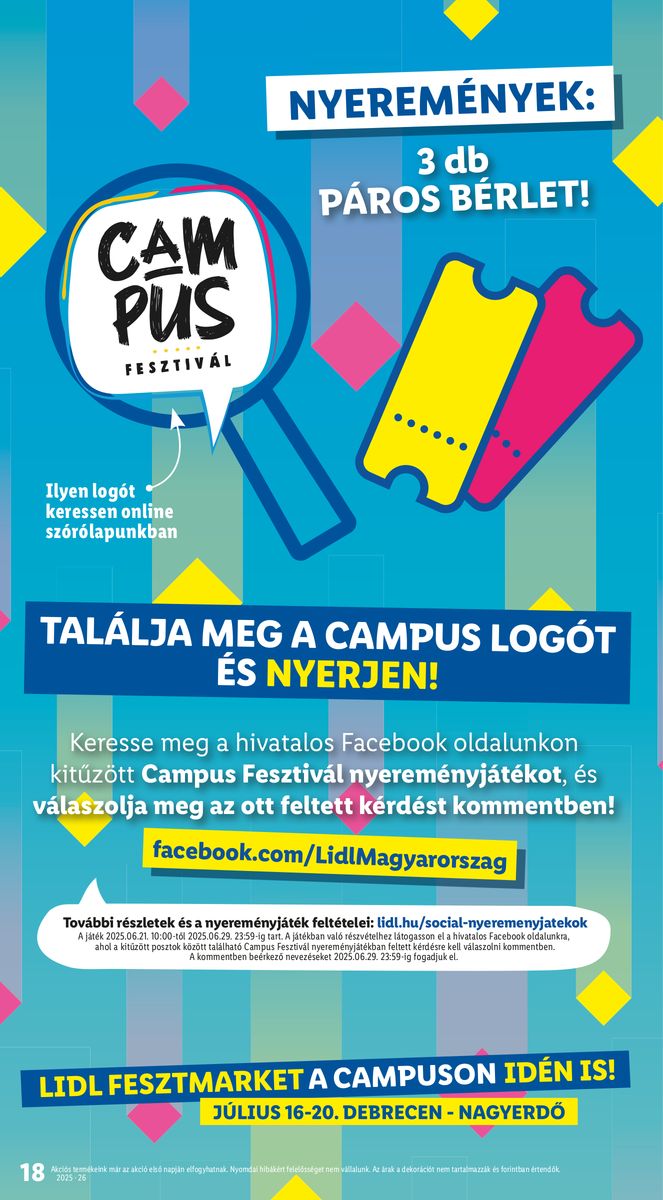 NYEREMÉNYEK:
3 db
PÁROS BÉRLET!
CAM
PUS
FESZTIVÁL
Ilyen logót
keressen online
szórólapunkban
TALÁLJA MEG A CAMPUS LOGÓT
ÉS NYERJEN!
Keresse meg a hivatalos Facebook oldalunkon
kitűzött Campus Fesztivál nyereményjátékot, és
válaszolja meg az ott feltett kérdést kommentben!
facebook.com/LidlMagyarorszag
További részletek és a nyereményjáték feltételei: lidl.hu/social-nyeremenyjatekok
A játék 2025.06.21. 10:00-tól 2025.06.29. 23:59-ig tart. A játékban való részvételhez látogasson el a hivatalos Facebook oldalunkra,
ahol a kitűzött posztok között található Campus Fesztivál nyereményjátékban feltett kérdésre kell válaszolni kommentben.
A kommentben beérkező nevezéseket 2025.06.29. 23:59-ig fogadjuk el.
LIDL FESZTMARKET A CAMPUSON IDÉN IS!
JÚLIUS 16-20. DEBRECEN - NAGYERDŐ
18 Akciós termékeink már az akció első napján elfogyhatnak. Nyomdai hibákért felelősséget nem vállalunk. Az árak a dekorációt nem tartalmazzák és forintban értendők.
2025 · 26